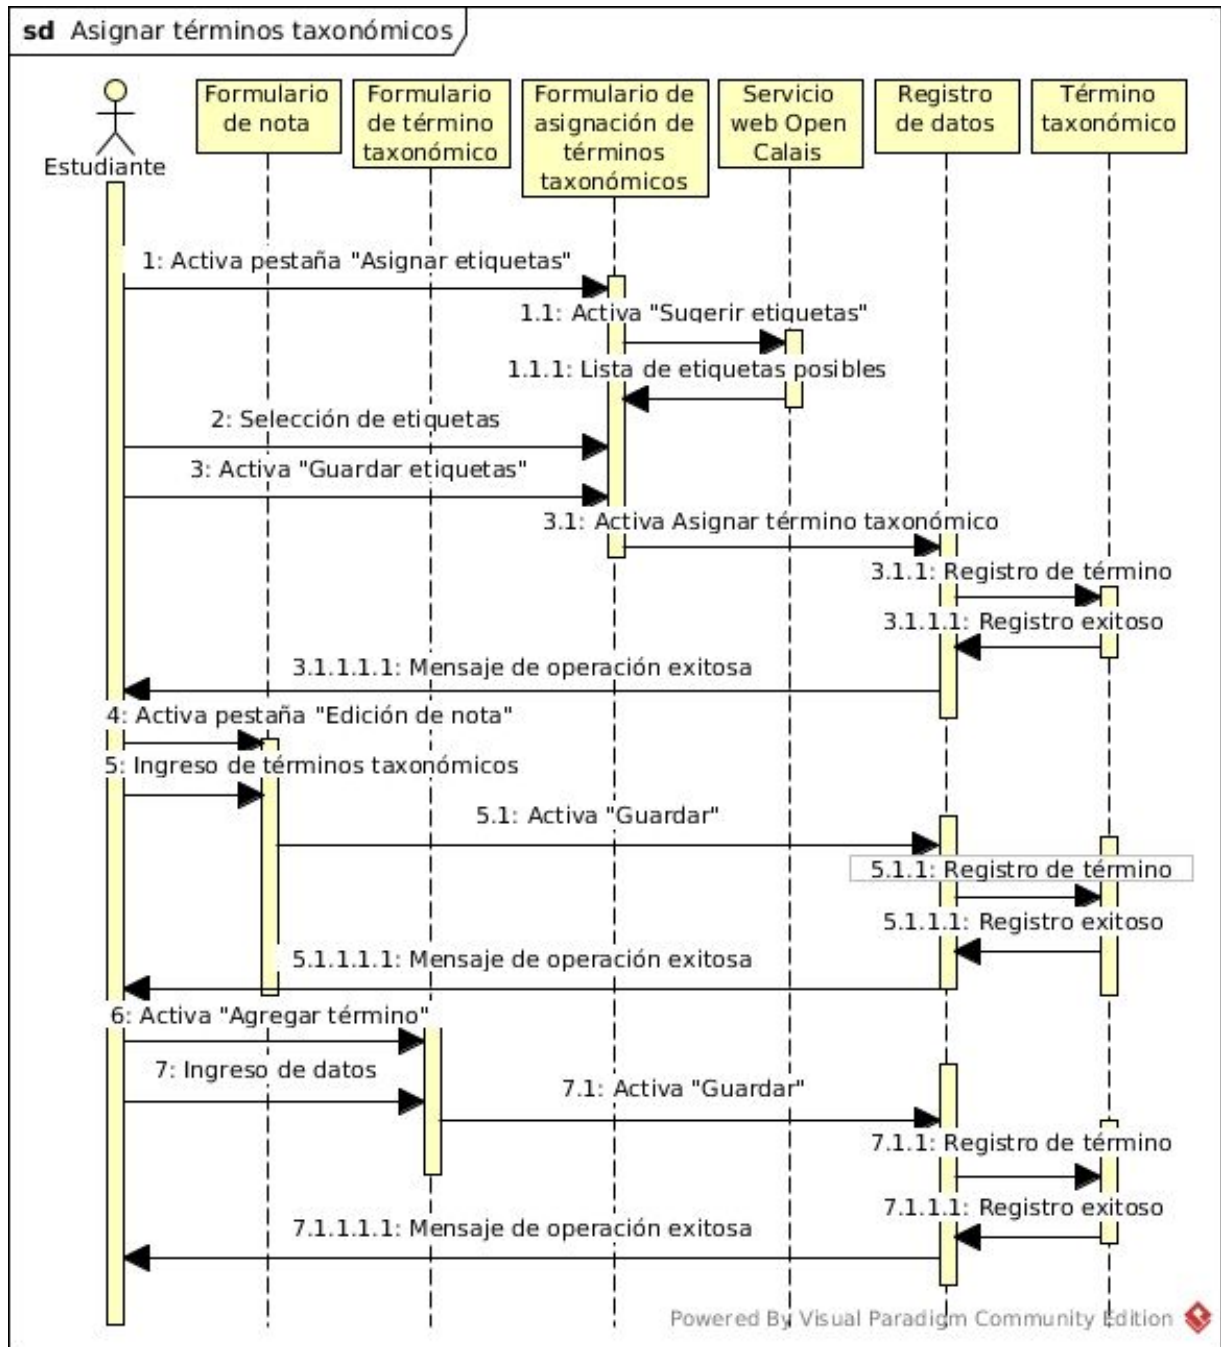 sd Asignar términos taxonómicos
Estudiante
Formulario
de nota
Formulario
de término
taxonómico
Formulario de
asignación de
términos
taxonómicos
Servicio
web Open
Calais
Registro
de datos
Término
taxonómico
1: Activa pestaña "Asignar etiquetas"
1.1: Activa "Sugerir etiquetas"
1.1.1: Lista de etiquetas posibles
2: Selección de etiquetas
3: Activa "Guardar etiquetas"
3.1: Activa Asignar término taxonómico
3.1.1: Registro de término
3.1.1.1: Registro exitoso
3.1.1.1.1: Mensaje de operación exitosa
4: Activa pestaña "Edición de nota"
5: Ingreso de términos taxonómicos
5.1: Activa "Guardar"
5.1.1: Registro de término
5.1.1.1: Registro exitoso
5.1.1.1.1: Mensaje de operación exitosa
6: Activa "Agregar término"
7: Ingreso de datos
7.1: Activa "Guardar"
7.1.1: Registro de término
7.1.1.1: Registro exitoso
7.1.1.1.1: Mensaje de operación exitosa
Powered By Visual Paradigm Community Edition